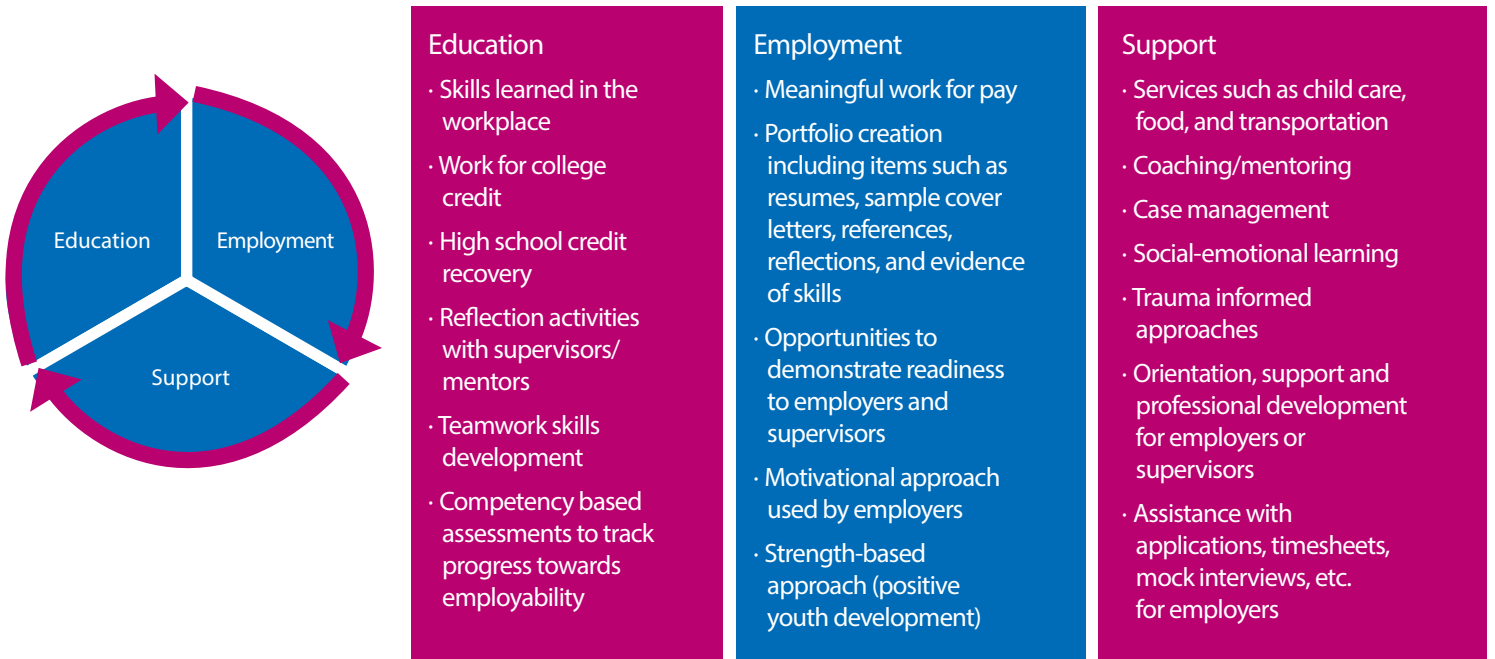 Education
Employment
Support
Education
· Skills learned in the
workplace
· Work for college
credit
· High school credit
recovery
· Reflection activities
with supervisors/
mentors
· Teamwork skills
development
· Competency based
assessments to track
progress towards
employability
Employment
· Meaningful work for pay
· Portfolio creation
including items such as
resumes, sample cover
letters, references,
reflections, and evidence
of skills
· Opportunities to
demonstrate readiness
to employers and
supervisors
· Motivational approach
used by employers
· Strength-based
approach (positive
youth development)
Support
· Services such as child care,
food, and transportation
· Coaching/mentoring
· Case management
· Social-emotional learning
· Trauma informed
approaches
· Orientation, support and
professional development
for employers or
supervisors
· Assistance with
applications, timesheets,
mock interviews, etc.
for employers